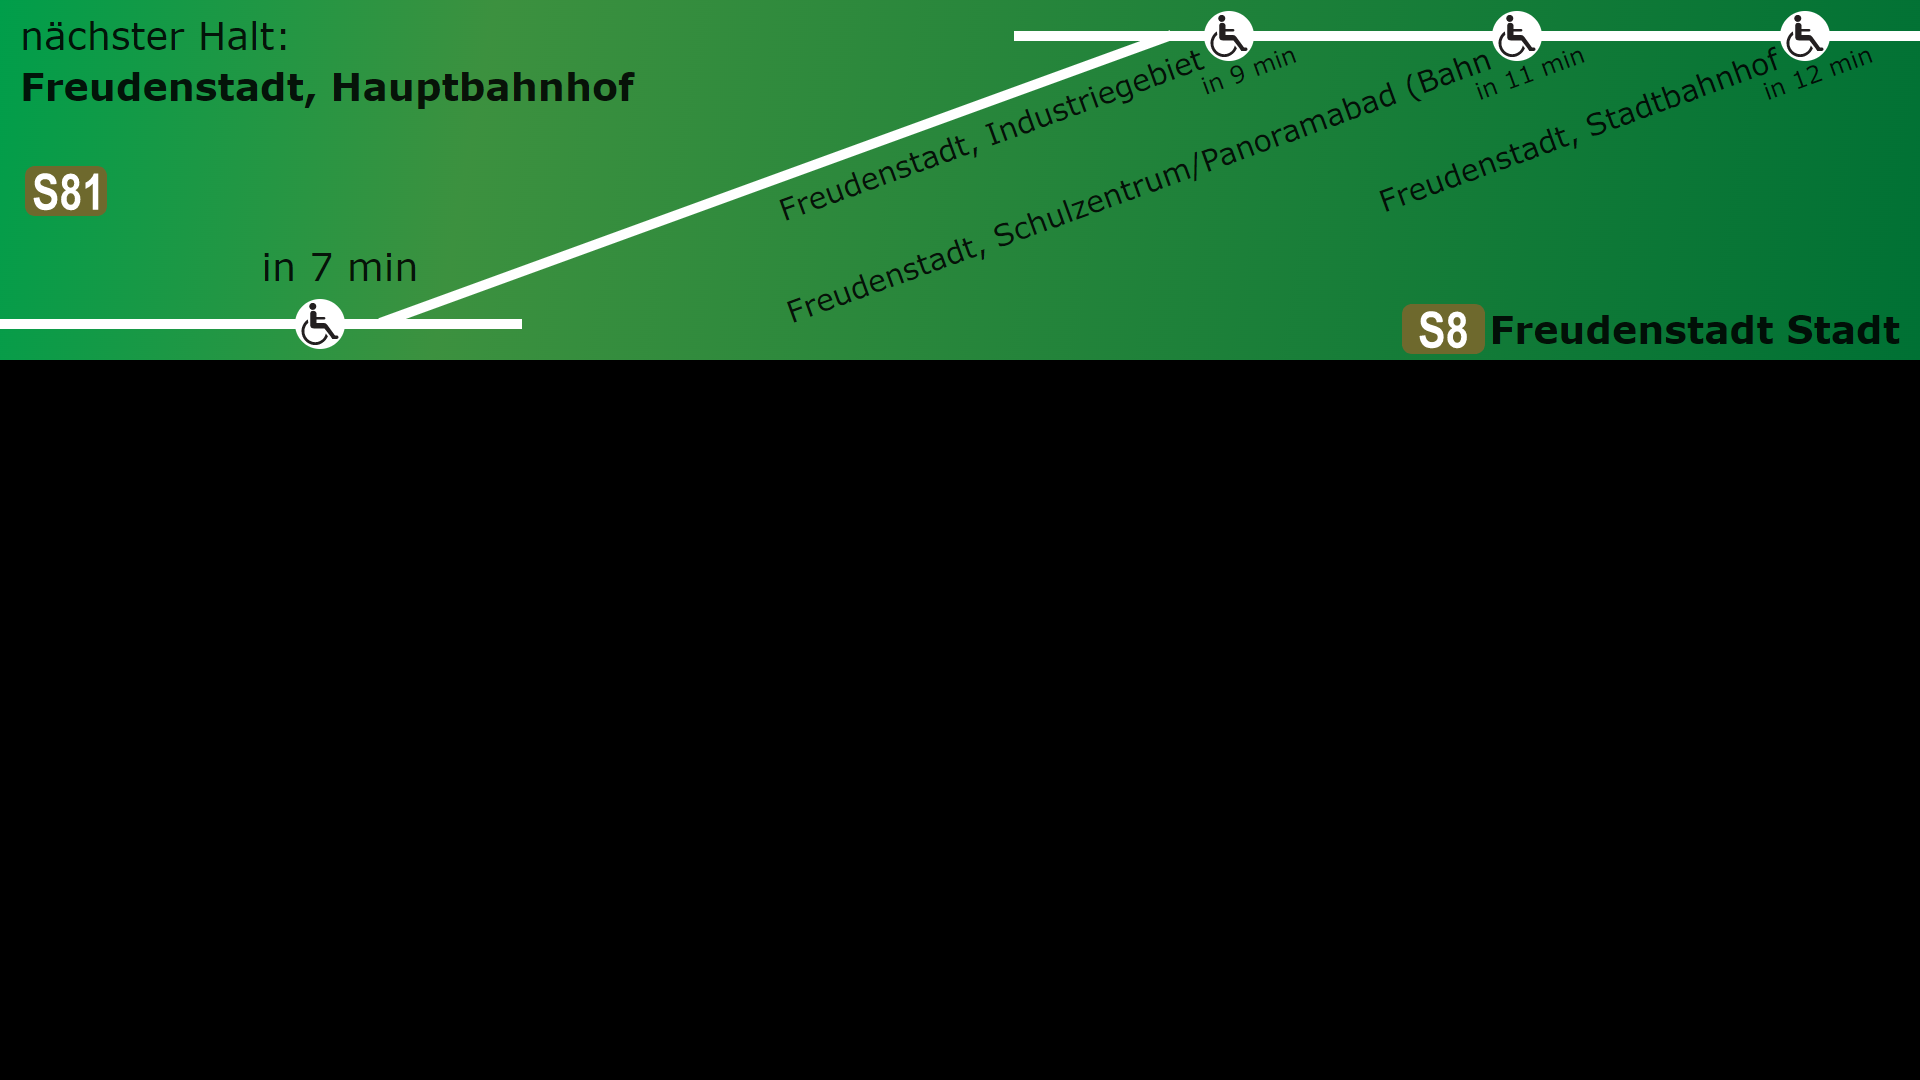 nächster Halt:
Freudenstadt, Hauptbahnhof
S81
in 7 min
Freudenstadt, Industriegebiet
in 9 min
Freudenstadt, Schulzentrum/Panoramabad (Bahn
in 11 min
Freudenstadt, Stadtbahnhof
in 12 min
S8 Freudenstadt Stadt